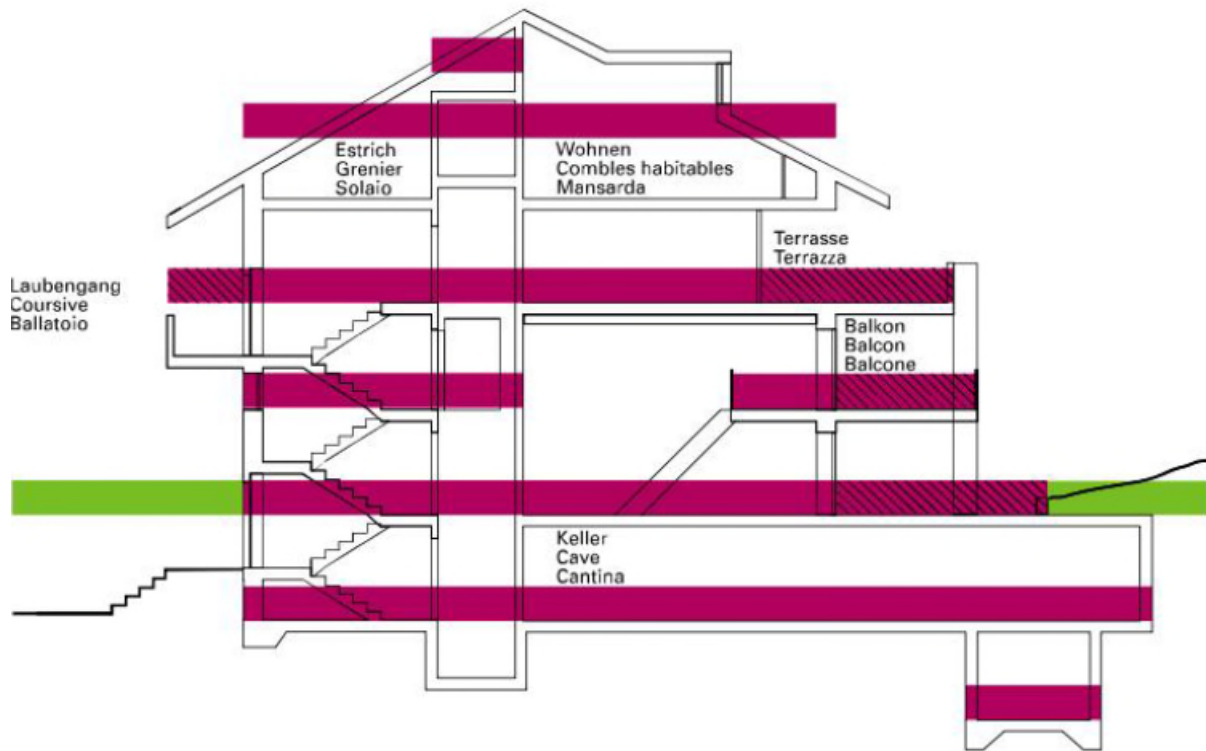 Estrich
Grenier
Solaio
Wohnen
Combles habitables
Mansarda
Terrasse
Terrazza
Laubengang
Coursive
Ballatoio
Balkon
Balcon
Balcone
Keller
Cave
Cantina